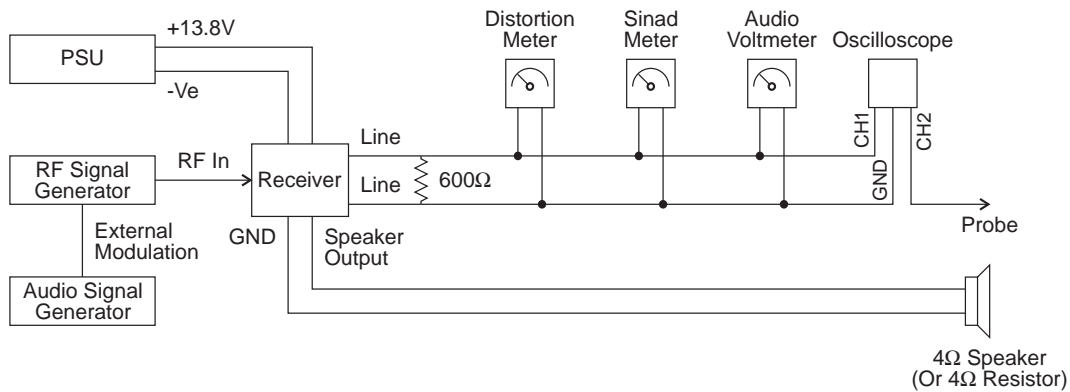 Distortion
Meter
Sinad
Meter
Audio
Voltmeter
Oscilloscope
+13.8V
PSU
-Ve
CH1
GND
CH2
Line
RF In
RF Signal
Generator
Receiver
600Ω
Line
Probe
External
Modulation
GND
Speaker
Output
Audio Signal
Generator
4Ω Speaker
(Or 4Ω Resistor)